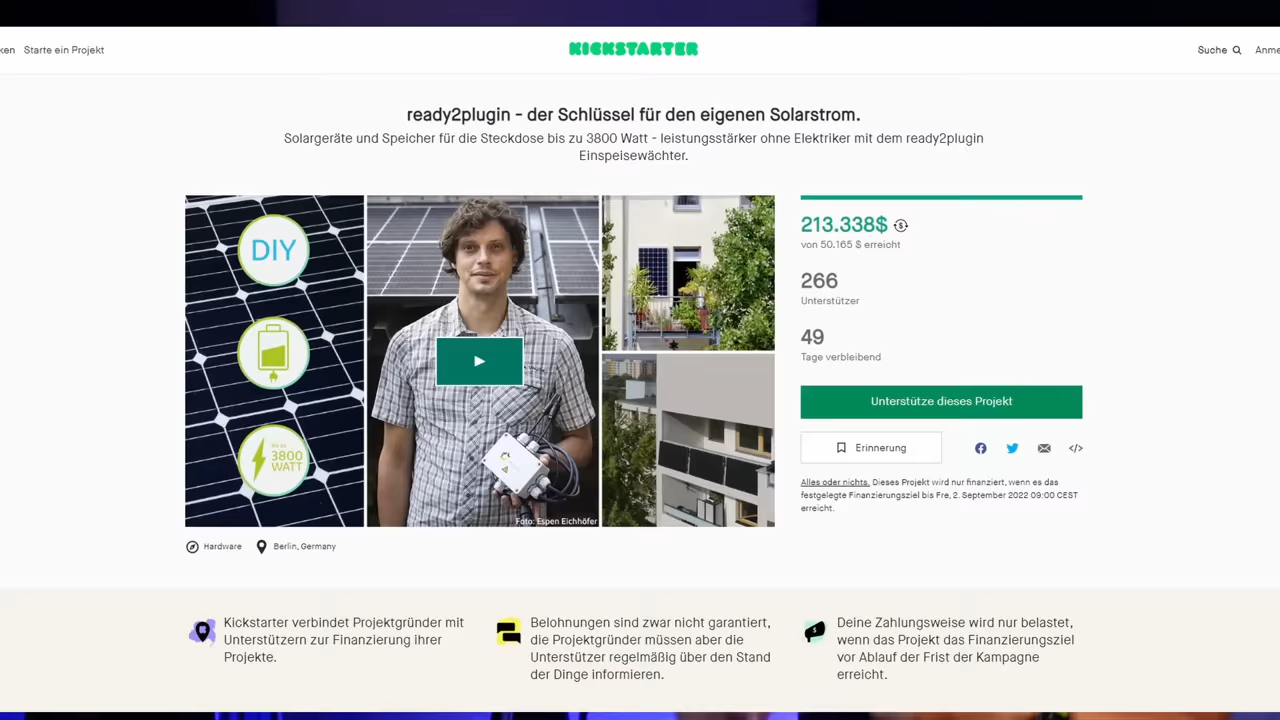 ken Starte ein Projekt
KICKSTARTER
Suche
Anme
ready2plugin - der Schlüssel für den eigenen Solarstrom.
Solargeräte und Speicher für die Steckdose bis zu 3800 Watt - leistungsstärker ohne Elektriker mit dem ready2plugin
Einspeisewächter.
DIY
3800
WATT
Foto: Espen Eichhöfer
213.338$
von 50.165 $ erreicht
266
Unterstützer
49
Tage verbleibend
Unterstütze dieses Projekt
Erinnerung
Alles oder nichts. Dieses Projekt wird nur finanziert, wenn es das
festgelegte Finanzierungsziel bis Fre, 2. September 2022 09:00 CEST
erreicht.
Hardware
Berlin, Germany
Kickstarter verbindet Projektgründer mit
Unterstützern zur Finanzierung ihrer
Projekte.
Belohnungen sind zwar nicht garantiert,
die Projektgründer müssen aber die
Unterstützer regelmäßig über den Stand
der Dinge informieren.
Deine Zahlungsweise wird nur belastet,
wenn das Projekt das Finanzierungsziel
vor Ablauf der Frist der Kampagne
erreicht.